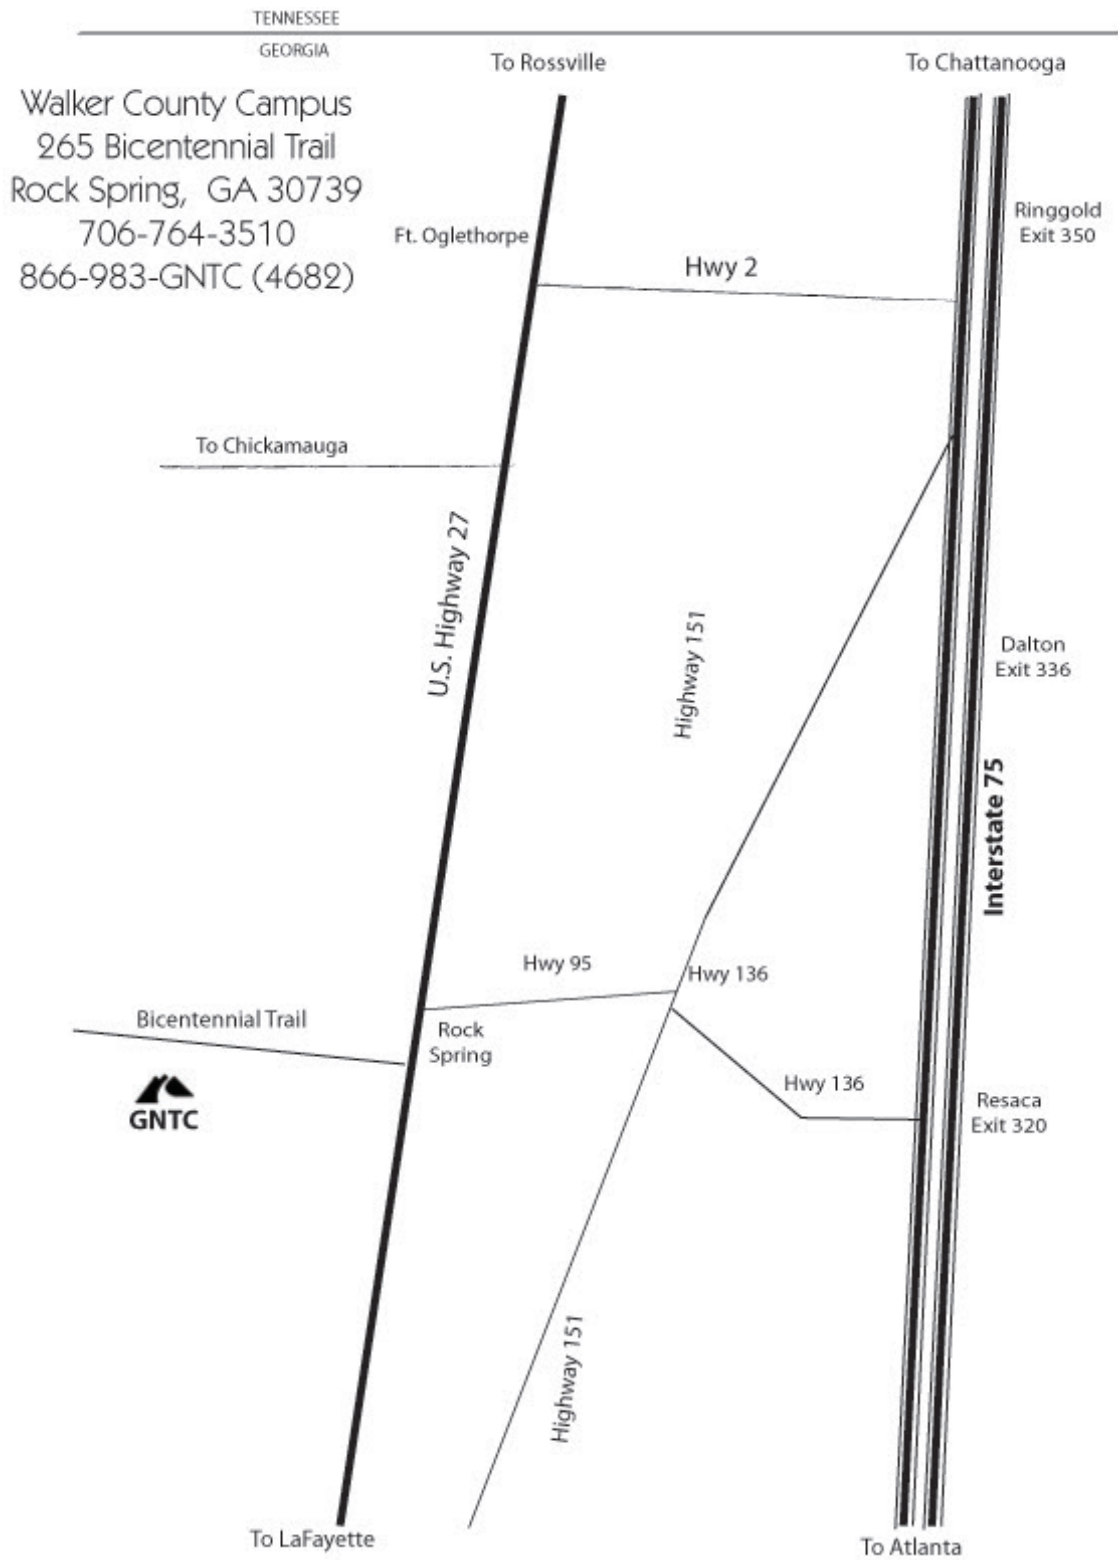 TENNESSEE
GEORGIA
To Rossville
To Chattanooga
Walker County Campus
265 Bicentennial Trail
Rock Spring, GA 30739
706-764-3510
866-983-GNTC (4682)
Ft. Oglethorpe
Ringgold
Exit 350
Hwy 2
To Chickamauga
U.S. Highway 27
Highway 151
Dalton
Exit 336
Interstate 75
Hwy 95
Hwy 136
Bicentennial Trail
Rock
Spring
GNTC
Hwy 136
Resaca
Exit 320
Highway 151
To LaFayette
To Atlanta